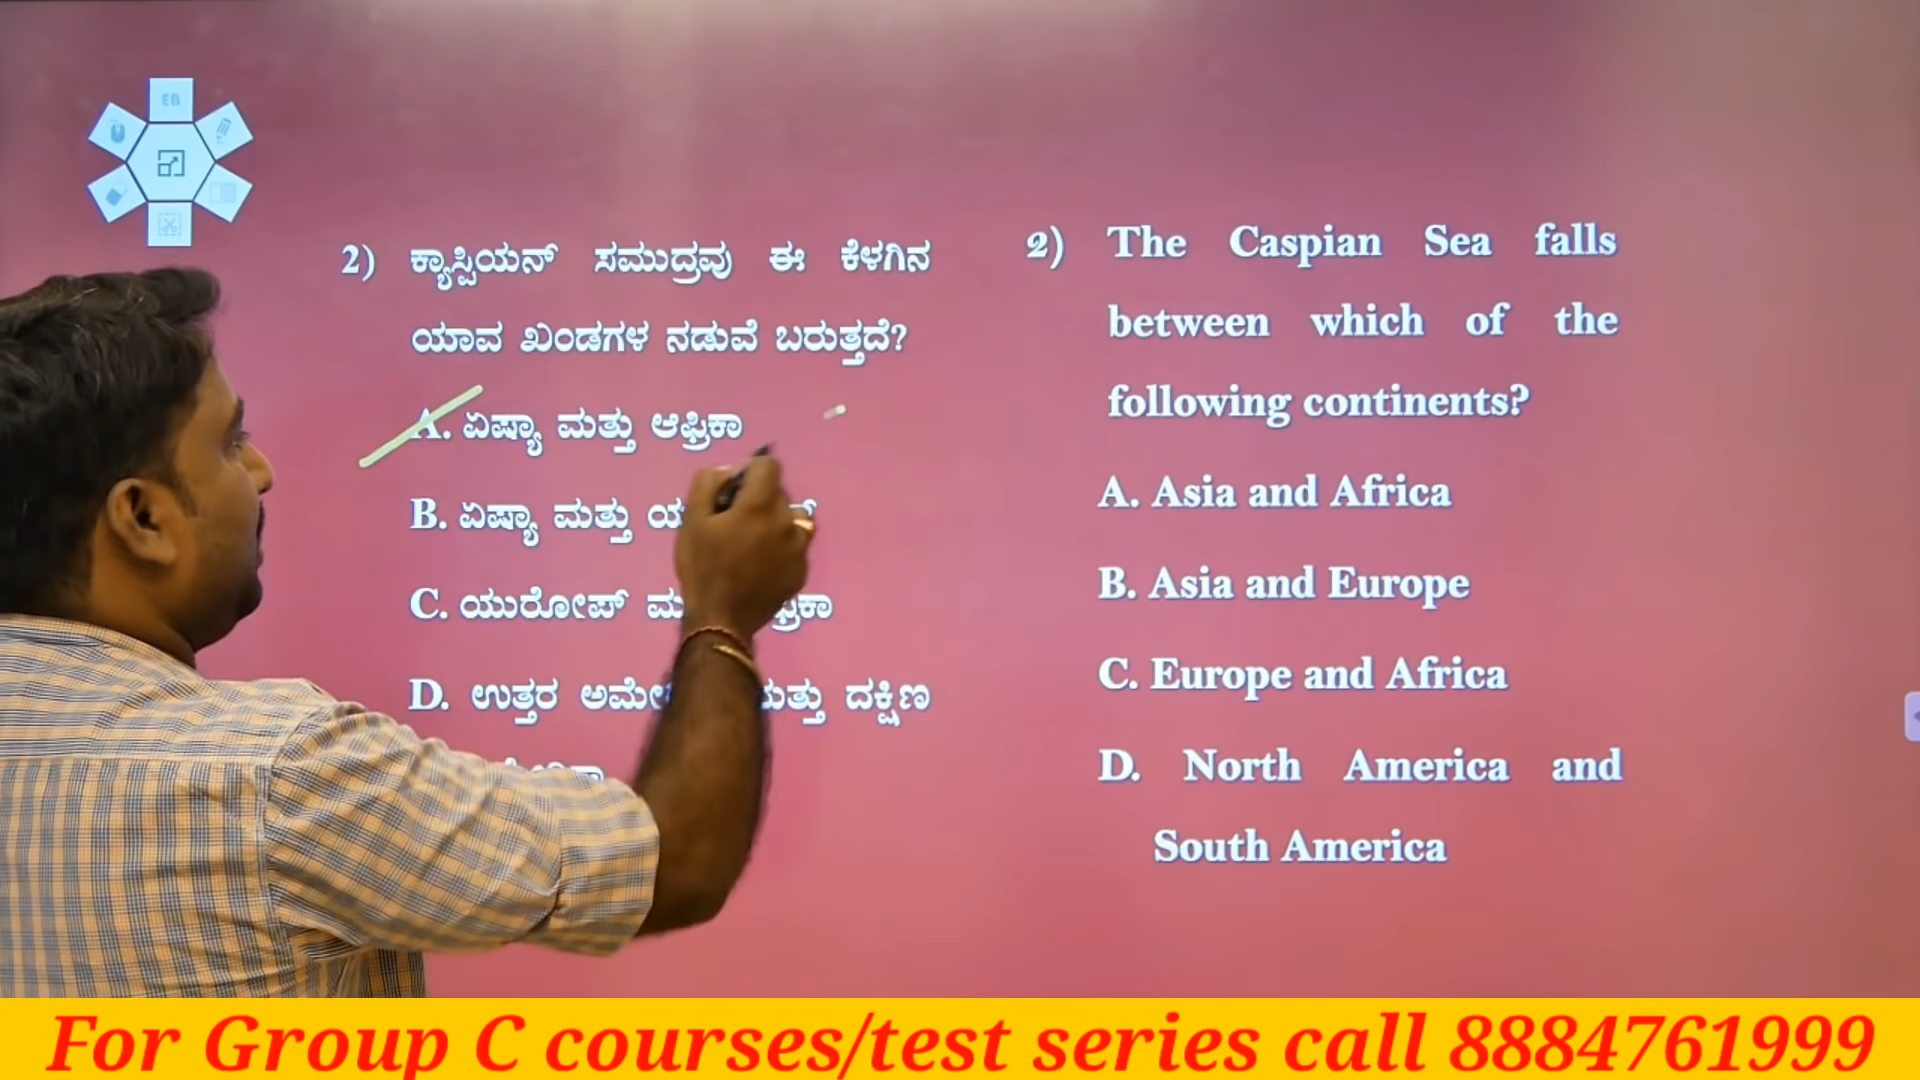 EB
2) ಕ್ಯಾಸ್ಪಿಯನ್ ಸಮುದ್ರವು ಈ ಕೆಳಗಿನ
ಯಾವ ಖಂಡಗಳ ನಡುವೆ ಬರುತ್ತದೆ?
A. ಏಷ್ಯಾ ಮತ್ತು ಆಫ್ರಿಕಾ
B. ಏಷ್ಯಾ ಮತ್ತು
C. ಯುರೋಪ್
D. ಉತ್ತರ ದಕ್ಷಿಣ
2) The Caspian Sea falls
between which of the
following continents?
A. Asia and Africa
B. Asia and Europe
C. Europe and Africa
D. North America and
South America
For Group C courses/test series call 8884761999